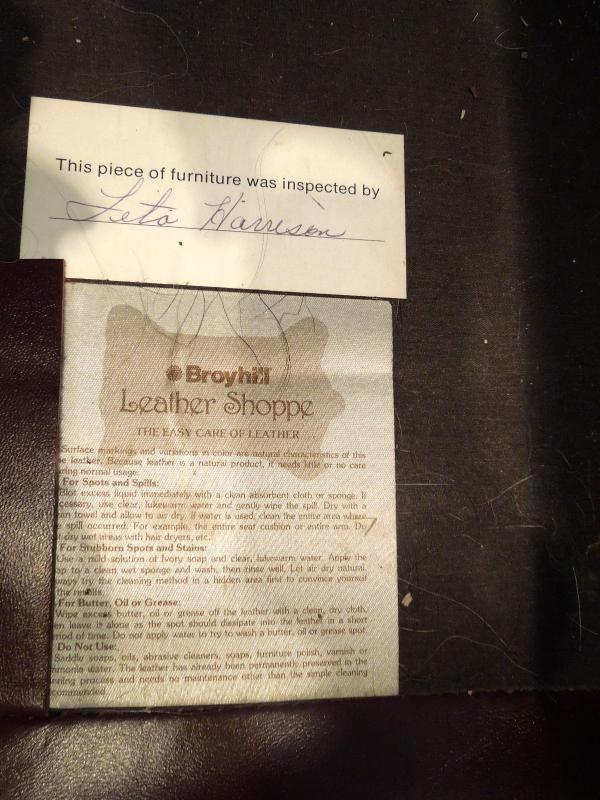 This piece of furniture was inspected by
Leta Harrison
Broyhill
Leather Shoppe
THE EASY CARE OF LEATHER
Surface markings and variations in color are natural characteristics of this
leather. Because leather is a natural product, it needs little or no care
normal usage.
For Spots and Spills:
Blot excess liquid immediately with a clean absorbent cloth or sponge. If
cessary, use clear, lukewarm water and gently wipe the spill. Dry with a
an towel and allow to air dry. If water is used, clean the entire area where
spill occurred. For example, the entire seat cushion or entire arm. Do
t dry wet areas with hair dryers, etc.
For Stubborn Spots and Stains:
Use a mild solution of Ivory soap and clear, lukewarm water. Apply the
ap to a clean wet sponge and wash, then rinse well. Let air dry natural.
ways try the cleaning method in a hidden area first to convince yourself
the results.
For Butter, Oil or Grease:
Wipe excess butter, oil or grease off the leather with a clean, dry cloth.
en leave it alone as the spot should dissipate into the leather in a short
riod of time. Do not apply water to try to wash a butter, oil or grease spot.
Do Not Use:
Saddle soaps, oils, abrasive cleaners, soaps, furniture polish, varnish or
mmonia water. The leather has already been permanently preserved in the
nning process and needs no maintenance other than the simple cleaning
commended.